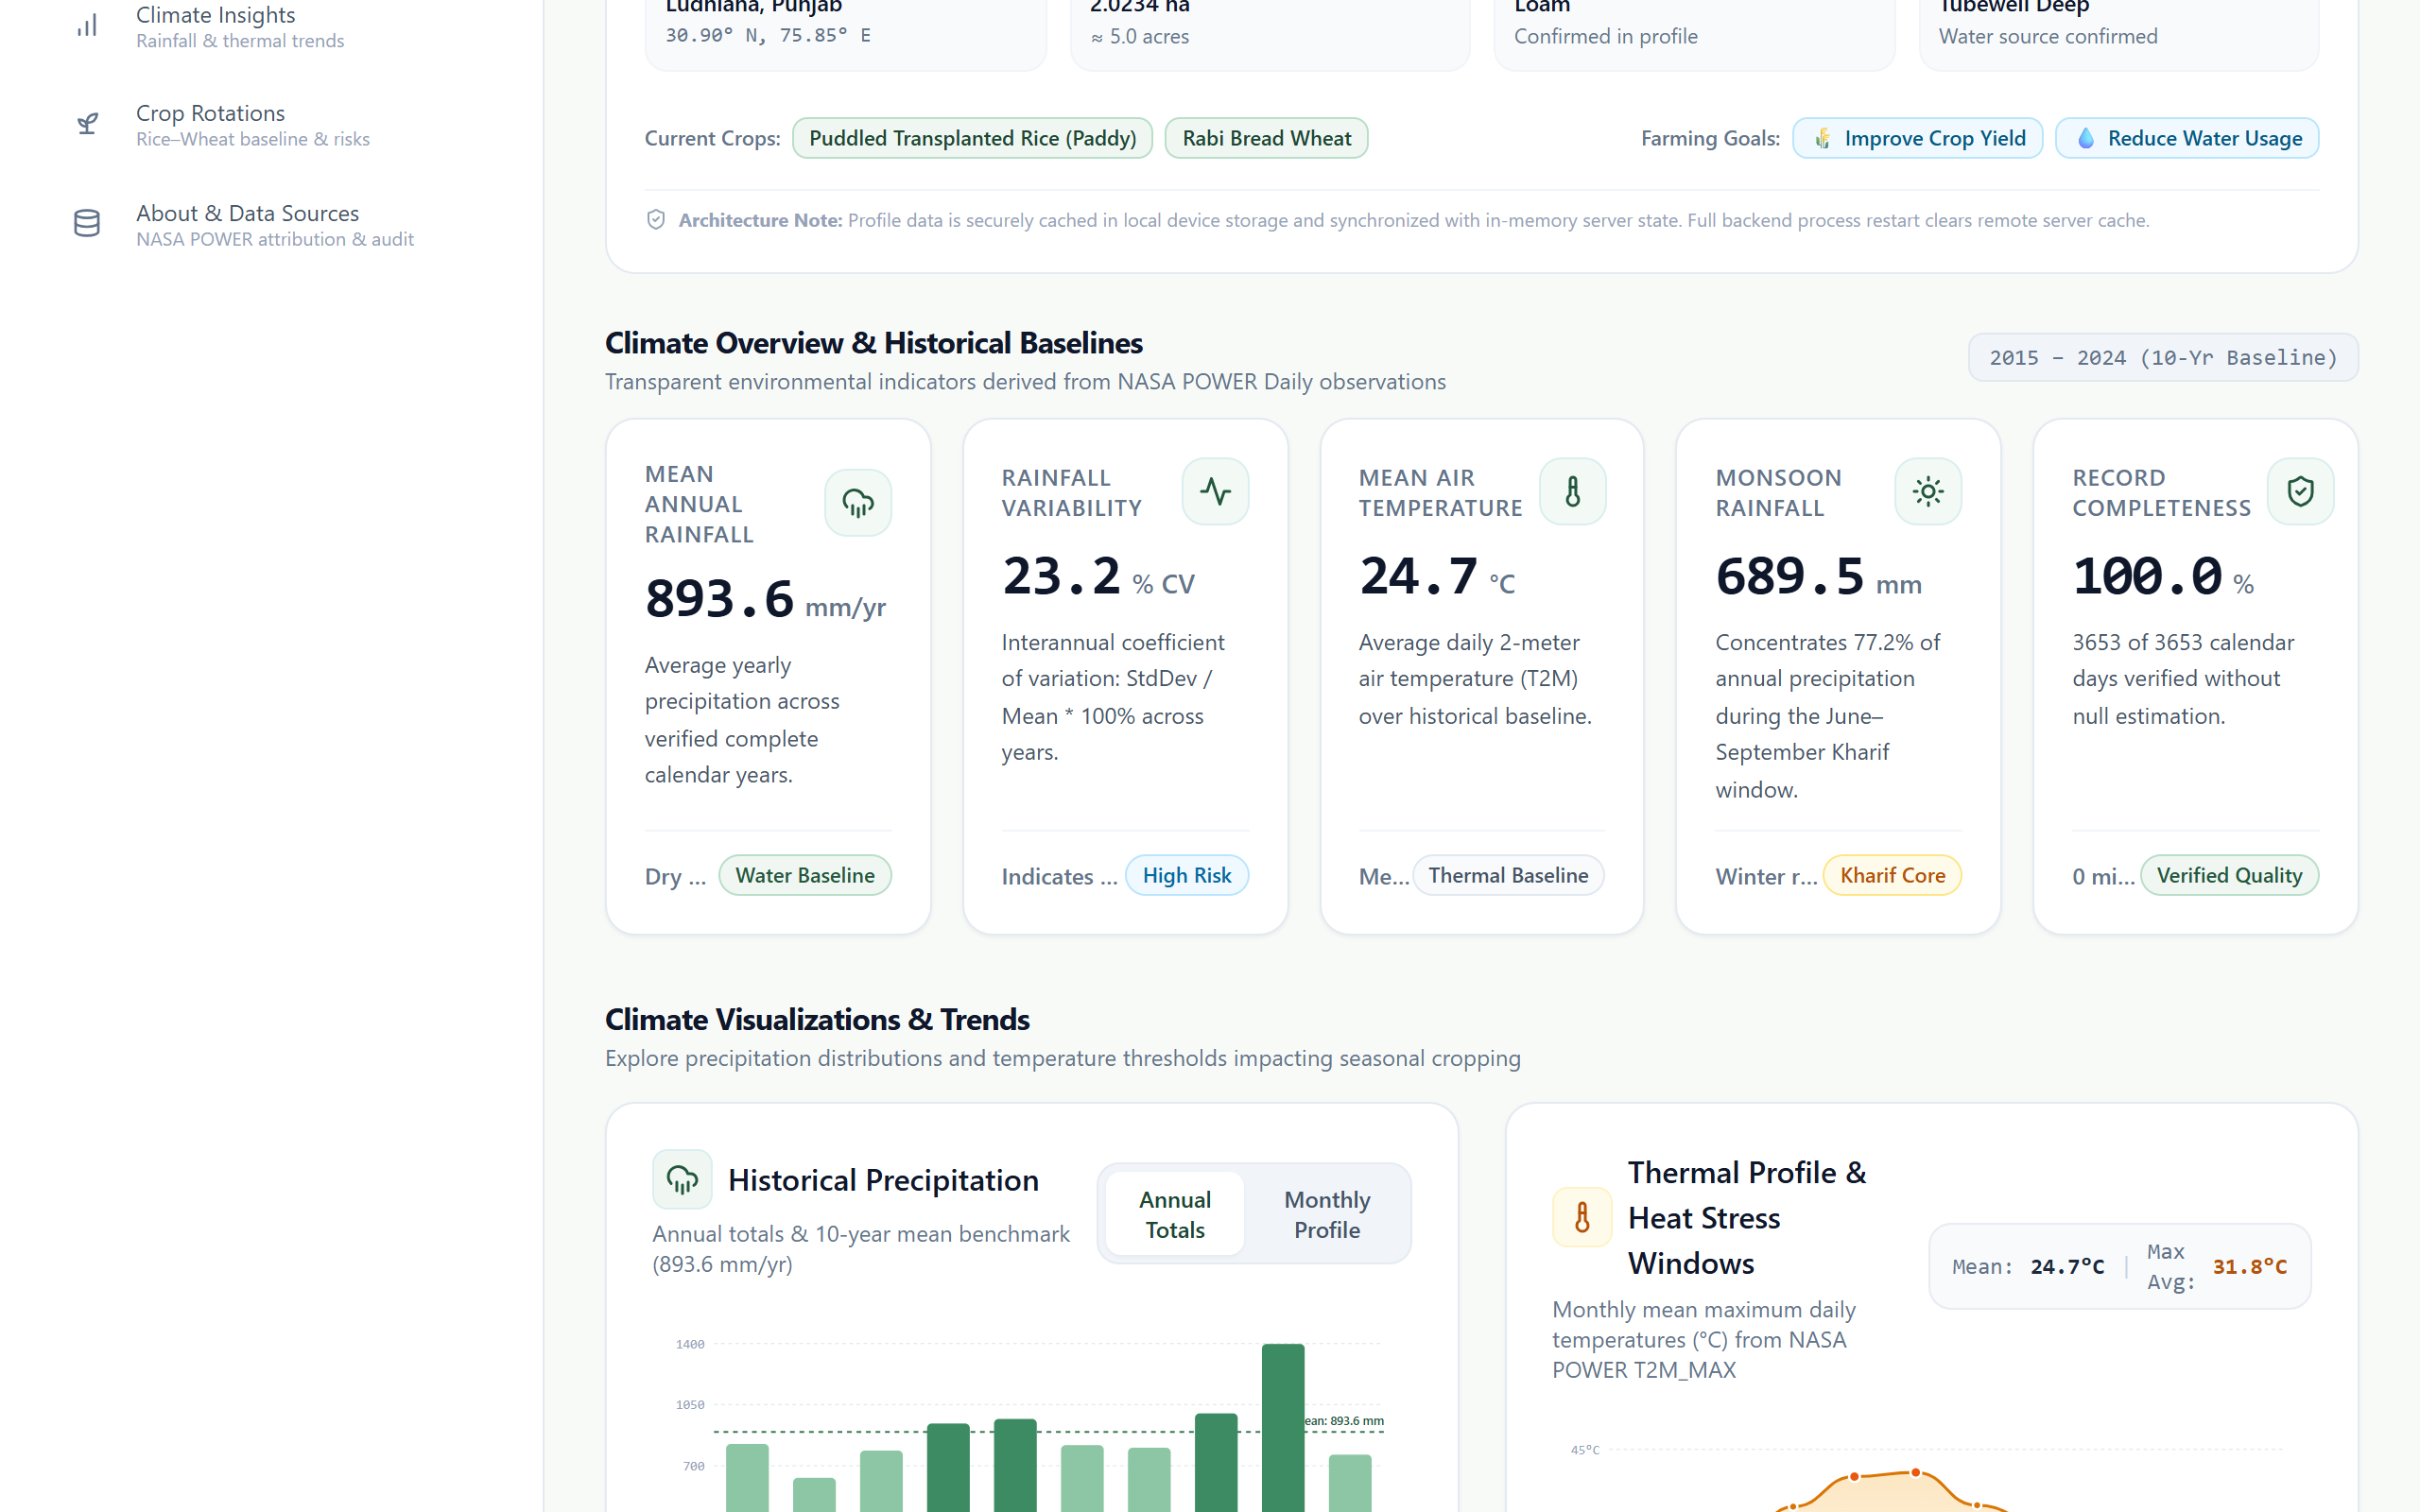 Climate Insights
Rainfall & thermal trends
Crop Rotations
Rice–Wheat baseline & risks
About & Data Sources
NASA POWER attribution & audit
Ludhiana, Punjab
30.90° N, 75.85° E
2.0234 ha
≈ 5.0 acres
Loam
Confirmed in profile
Tubewell Deep
Water source confirmed
Current Crops: Puddled Transplanted Rice (Paddy) Rabi Bread Wheat
Farming Goals: Improve Crop Yield Reduce Water Usage
Architecture Note: Profile data is securely cached in local device storage and synchronized with in-memory server state. Full backend process restart clears remote server cache.
Climate Overview & Historical Baselines
Transparent environmental indicators derived from NASA POWER Daily observations
2015 – 2024 (10-Yr Baseline)
MEAN
ANNUAL
RAINFALL
893.6 mm/yr
Average yearly
precipitation across
verified complete
calendar years.
Dry ... Water Baseline
RAINFALL
VARIABILITY
23.2 % CV
Interannual coefficient
of variation: StdDev /
Mean * 100% across
years.
Indicates ... High Risk
MEAN AIR
TEMPERATURE
24.7 °C
Average daily 2-meter
air temperature (T2M)
over historical baseline.
Me... Thermal Baseline
MONSOON
RAINFALL
689.5 mm
Concentrates 77.2% of
annual precipitation
during the June–
September Kharif
window.
Winter r... Kharif Core
RECORD
COMPLETENESS
100.0 %
3653 of 3653 calendar
days verified without
null estimation.
0 mi... Verified Quality
Climate Visualizations & Trends
Explore precipitation distributions and temperature thresholds impacting seasonal cropping
Historical Precipitation
Annual totals & 10-year mean benchmark
(893.6 mm/yr)
Annual
Totals
Monthly
Profile
1400
1050
ean: 893.6 mm
700
Thermal Profile &
Heat Stress
Windows
Monthly mean maximum daily
temperatures (°C) from NASA
POWER T2M_MAX
Mean: 24.7°C | Max
Avg: 31.8°C
45°C